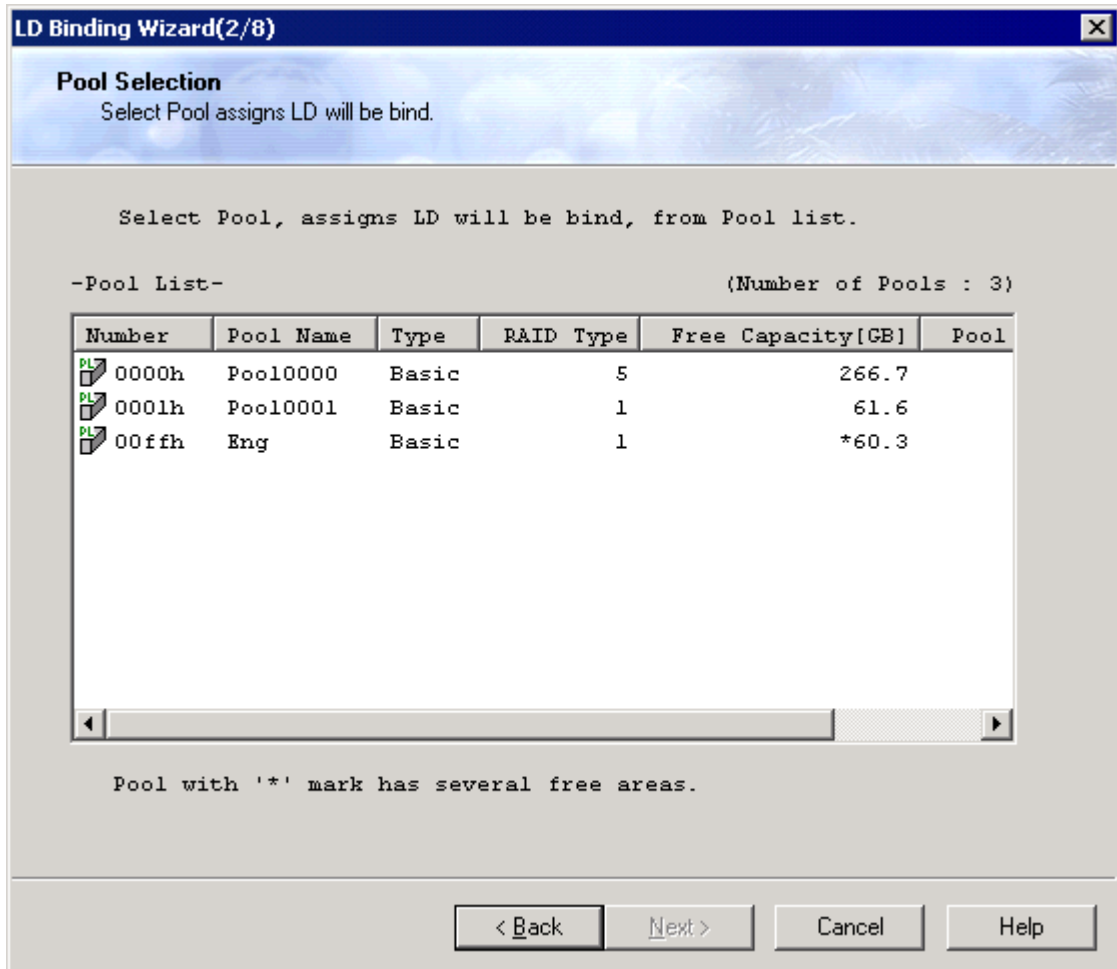 LD Binding Wizard(2/8)
Pool Selection
Select Pool assigns LD will be bind.
Select Pool, assigns LD will be bind, from Pool list.
-Pool List- (Number of Pools : 3)
Number Pool Name Type RAID Type Free Capacity[GB] Pool
PL 0000h Pool0000 Basic 5 266.7
PL 0001h Pool0001 Basic 1 61.6
PL 00ffh Eng Basic 1 *60.3
Pool with '*' mark has several free areas.
< Back Next > Cancel Help